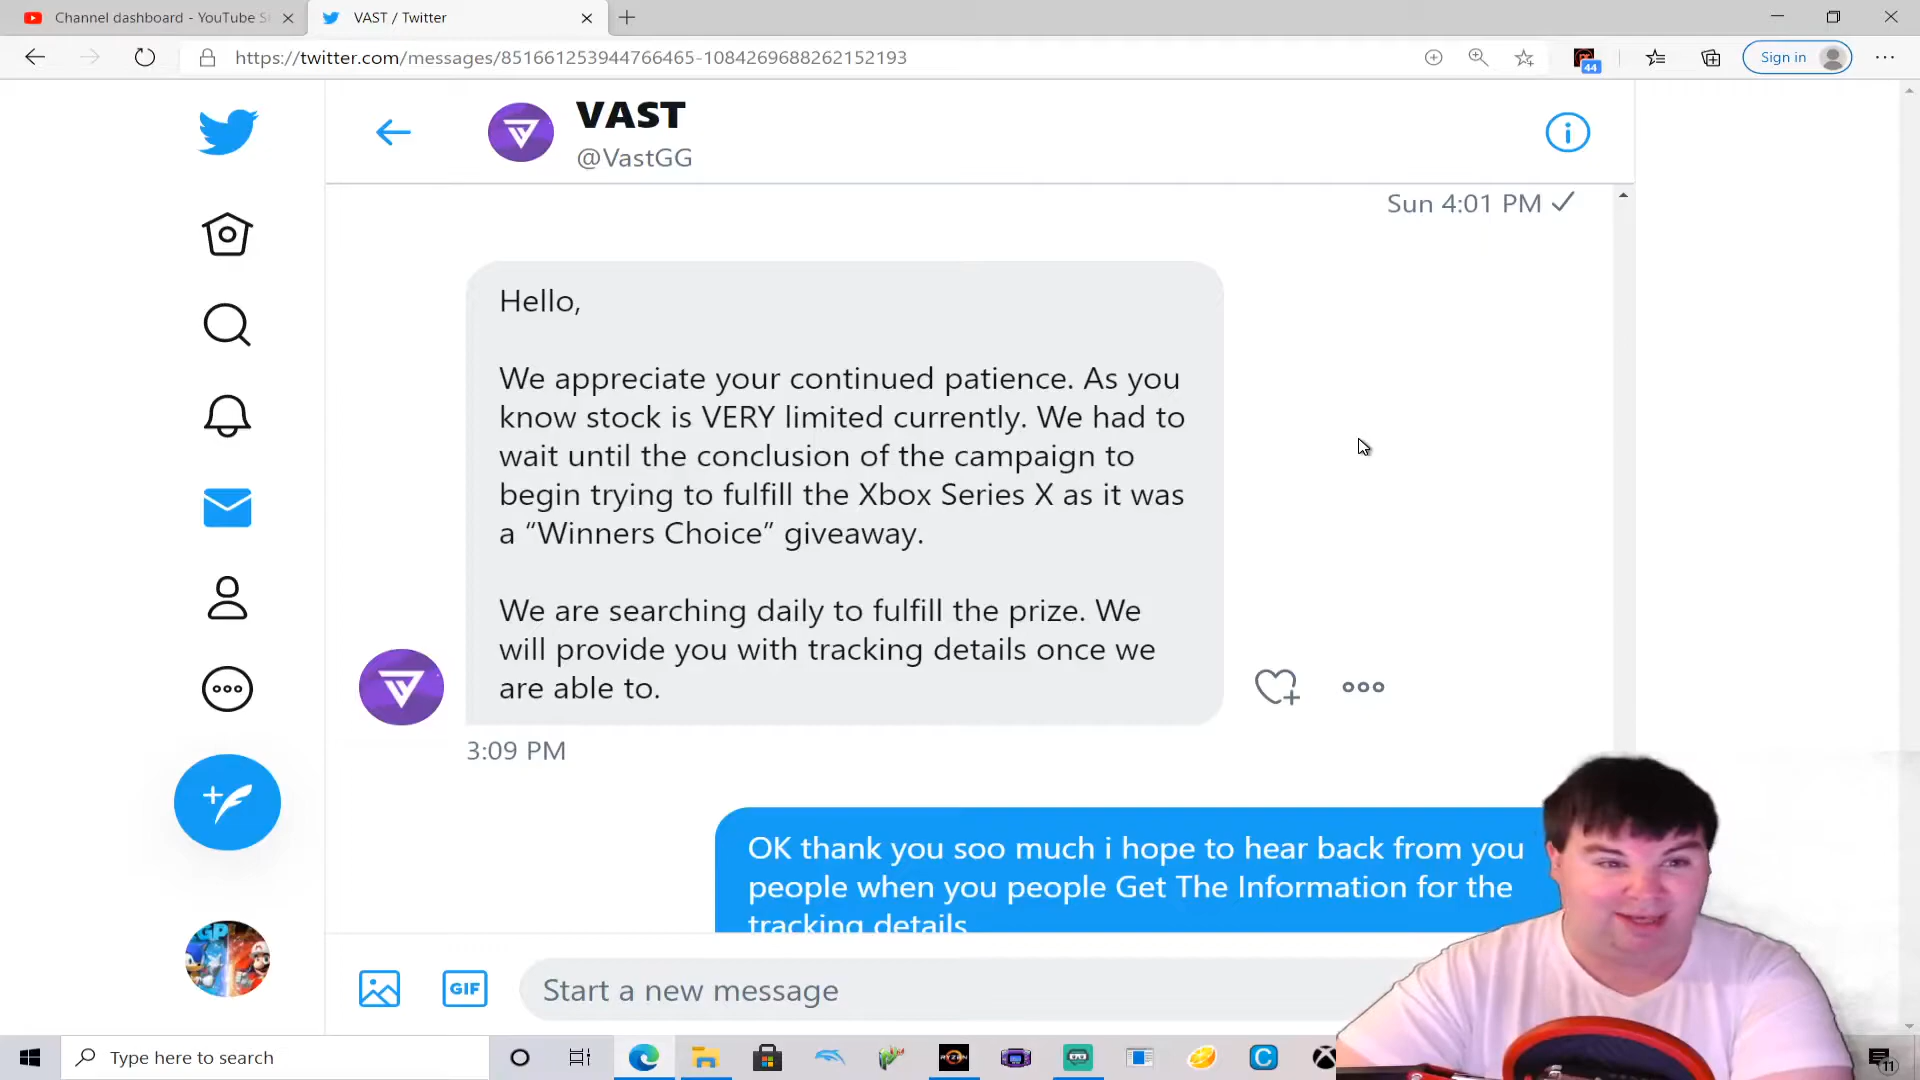 Channel dashboard - YouTube S
VAST / Twitter
https://twitter.com/messages/851661253944766465-1084269688262152193
44
Sign in
VAST
@VastGG
Sun 4:01 PM
Hello,
We appreciate your continued patience. As you
know stock is VERY limited currently. We had to
wait until the conclusion of the campaign to
begin trying to fulfill the Xbox Series X as it was
a “Winners Choice” giveaway.
We are searching daily to fulfill the prize. We
will provide you with tracking details once we
are able to.
3:09 PM
OK thank you soo much i hope to hear back from you
people when you people Get The Information for the
tracking details
GIF
Start a new message
Type here to search
RYZEN
11